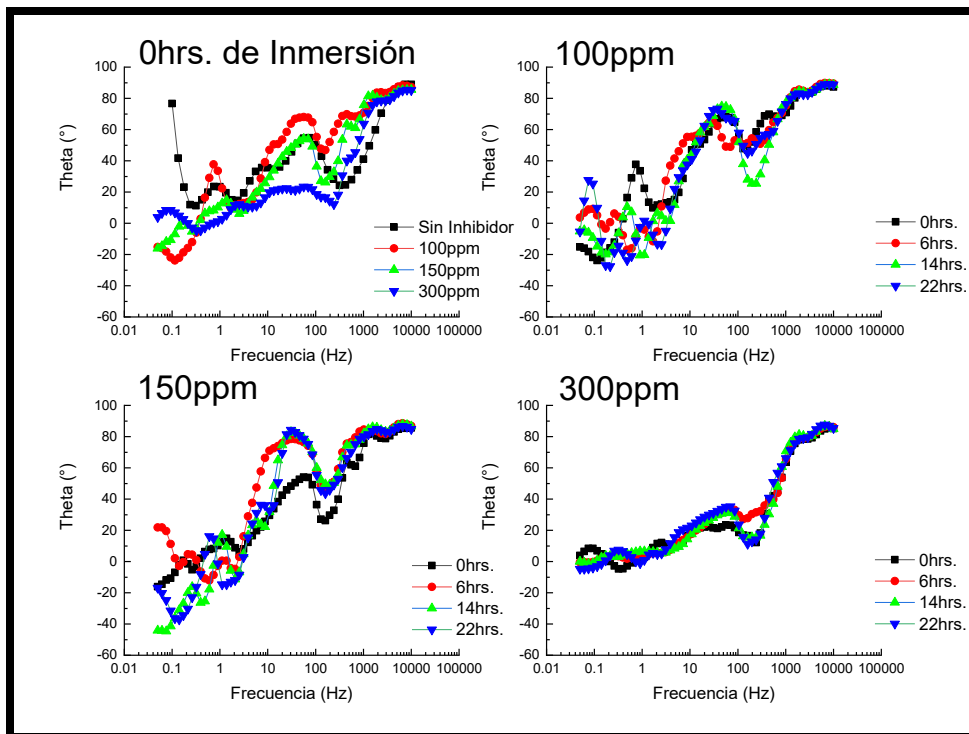 0hrs. de Inmersión
100
80
60
40
20
0
-20
-40
-60
Theta (°)
0.01 0.1 1 10 100 1000 10000 100000
Frecuencia (Hz)
Sin Inhibidor
100ppm
150ppm
300ppm
100ppm
100
80
60
40
20
0
-20
-40
-60
Theta (°)
0.01 0.1 1 10 100 1000 10000 100000
Frecuencia (Hz)
0hrs.
6hrs.
14hrs.
22hrs.
150ppm
100
80
60
40
20
0
-20
-40
-60
Theta (°)
0.01 0.1 1 10 100 1000 10000 100000
Frecuencia (Hz)
0hrs.
6hrs.
14hrs.
22hrs.
300ppm
100
80
60
40
20
0
-20
-40
-60
Theta (°)
0.01 0.1 1 10 100 1000 10000 100000
Frecuencia (Hz)
0hrs.
6hrs.
14hrs.
22hrs.